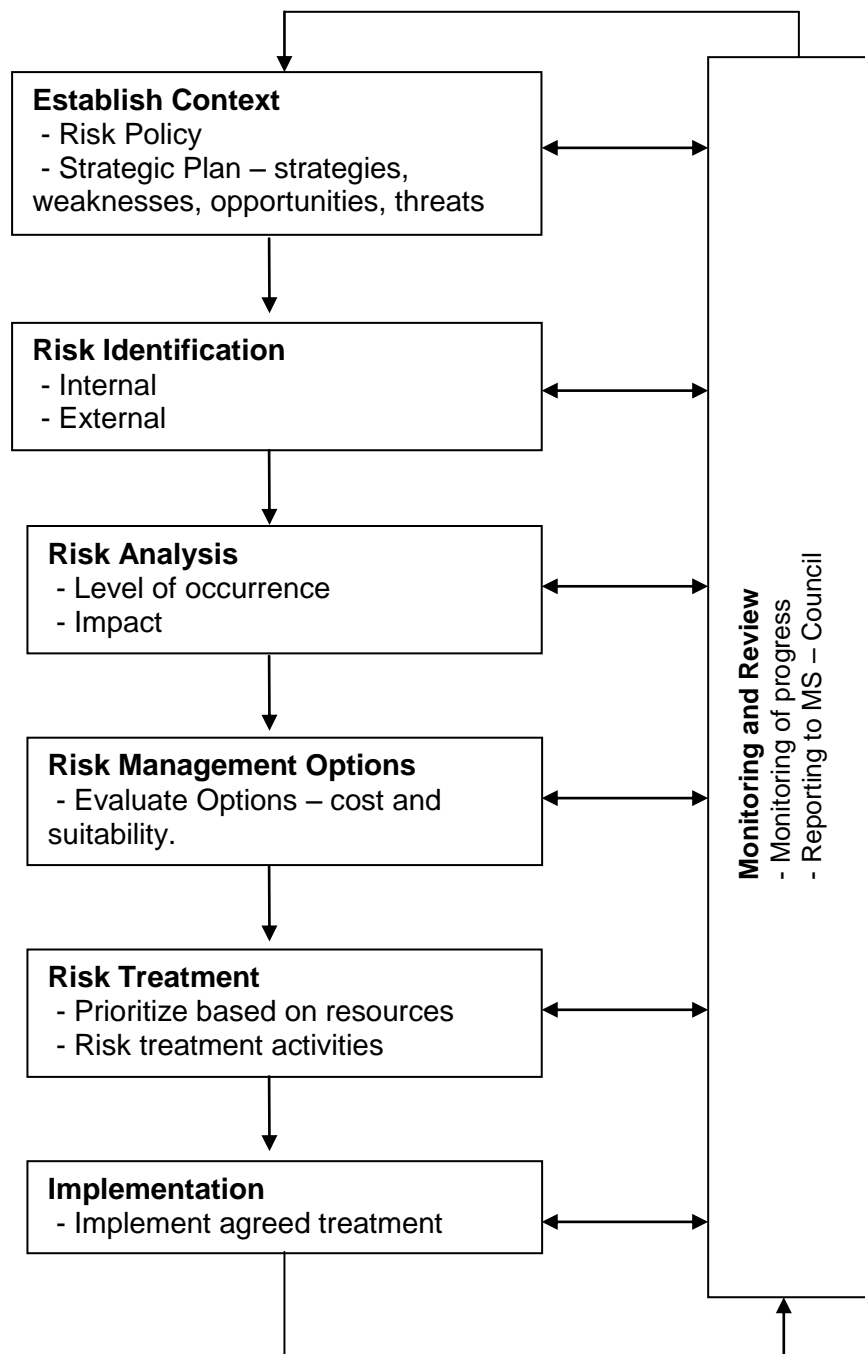 Establish Context
- Risk Policy
- Strategic Plan – strategies,
weaknesses, opportunities, threats
Risk Identification
- Internal
- External
Risk Analysis
- Level of occurrence
- Impact
Risk Management Options
- Evaluate Options – cost and
suitability.
Risk Treatment
- Prioritize based on resources
- Risk treatment activities
Implementation
- Implement agreed treatment
Monitoring and Review
- Monitoring of progress
- Reporting to MS – Council